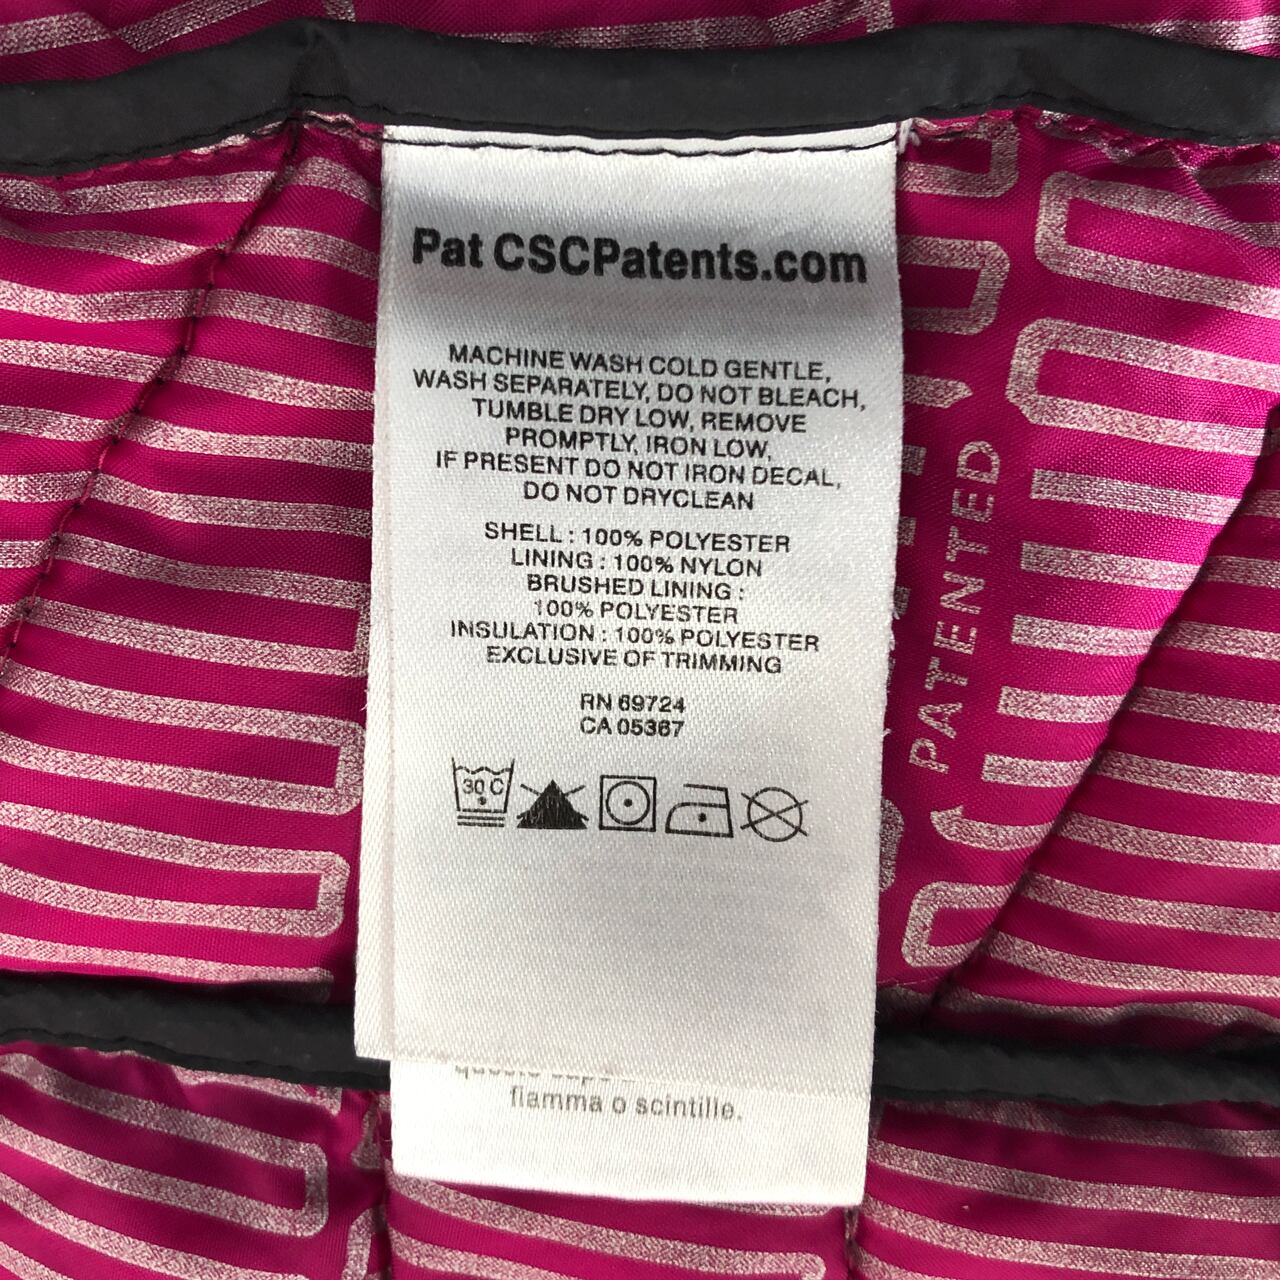 Pat CSCPatents.com
MACHINE WASH COLD GENTLE,
WASH SEPARATELY, DO NOT BLEACH,
TUMBLE DRY LOW, REMOVE
PROMPTLY, IRON LOW,
IF PRESENT DO NOT IRON DECAL,
DO NOT DRYCLEAN
SHELL : 100% POLYESTER
LINING : 100% NYLON
BRUSHED LINING :
100% POLYESTER
INSULATION : 100% POLYESTER
EXCLUSIVE OF TRIMMING
RN 69724
CA 05367
30 C
fiamma o scintille.
PATENTED